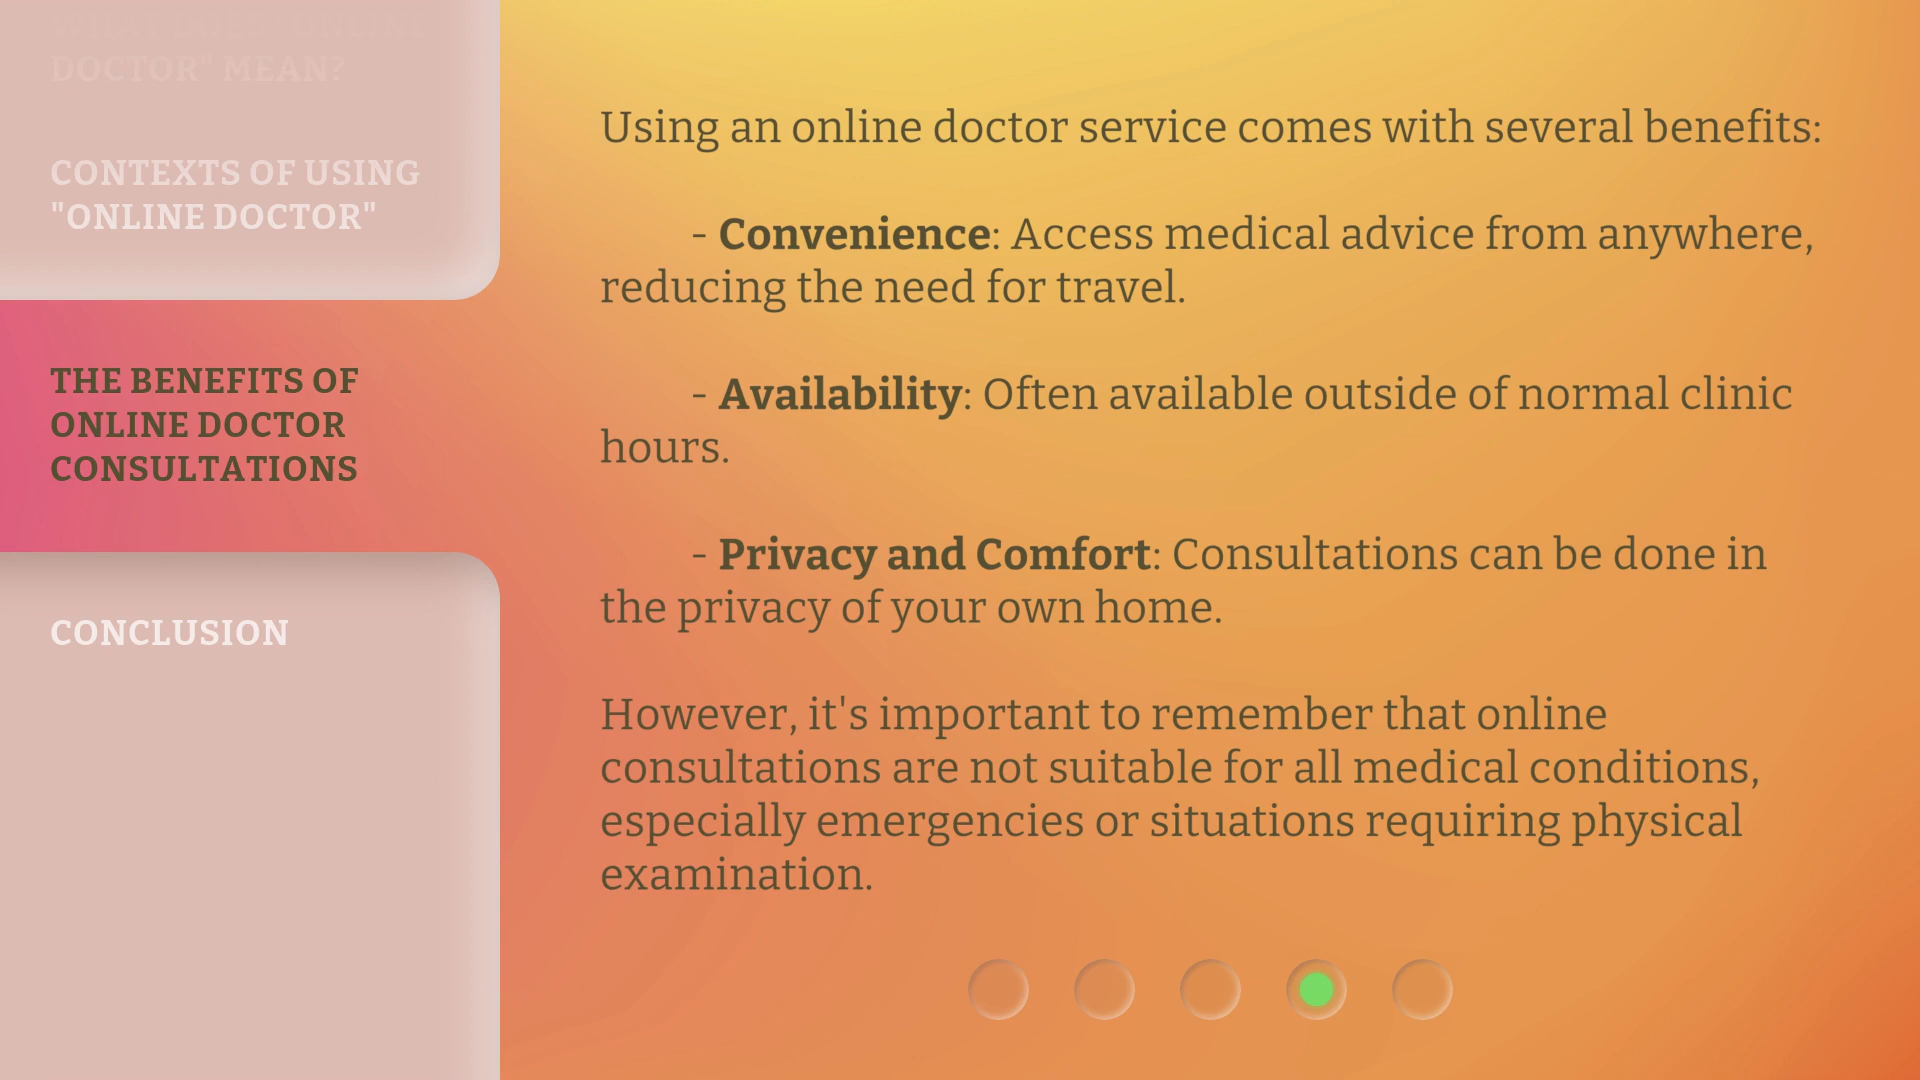 WHAT DOES "ONLINE
DOCTOR" MEAN?
CONTEXTS OF USING
"ONLINE DOCTOR"
THE BENEFITS OF
ONLINE DOCTOR
CONSULTATIONS
CONCLUSION
Using an online doctor service comes with several benefits:
- Convenience: Access medical advice from anywhere,
reducing the need for travel.
- Availability: Often available outside of normal clinic
hours.
- Privacy and Comfort: Consultations can be done in
the privacy of your own home.
However, it's important to remember that online
consultations are not suitable for all medical conditions,
especially emergencies or situations requiring physical
examination.